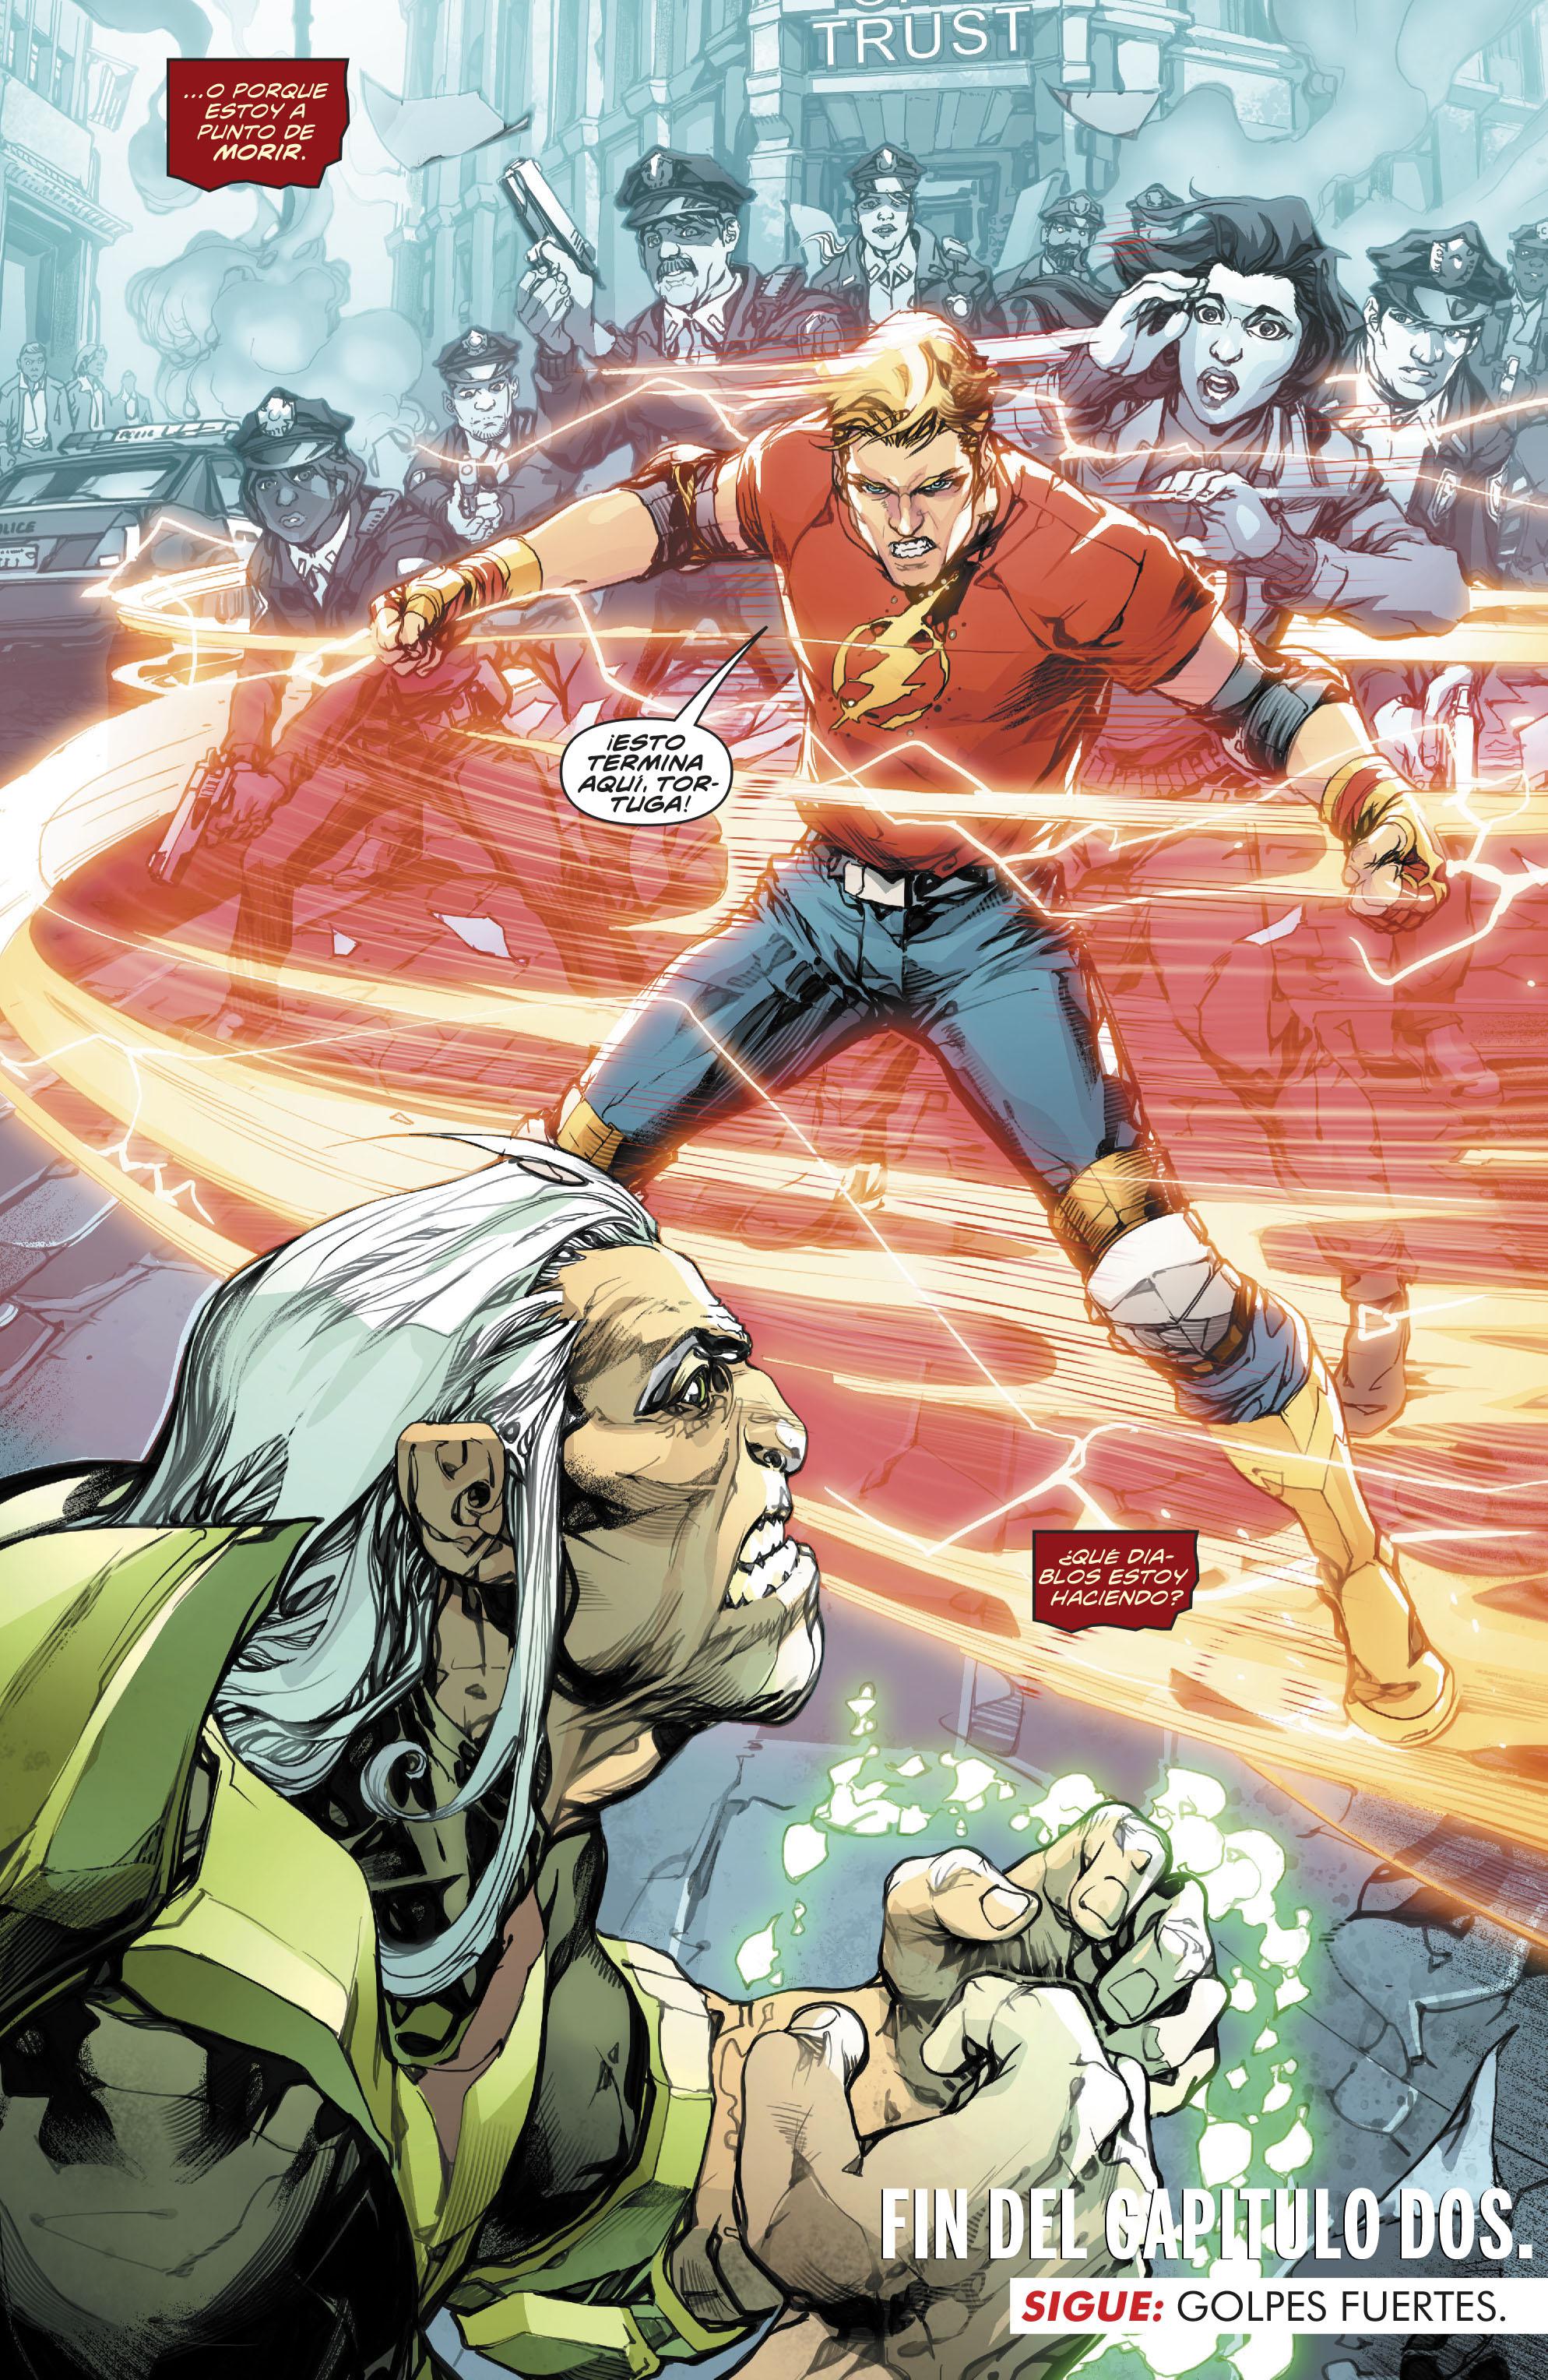 TRUST
...O PORQUE
ESTOY A
PUNTO DE
MORIR.
¡ESTO
TERMINA
AQUÍ, TOR-
TUGA!
¿QUÉ DIA-
BLOS ESTOY
HACIENDO?
FIN DEL CAPITULO DOS.
SIGUE: GOLPES FUERTES.